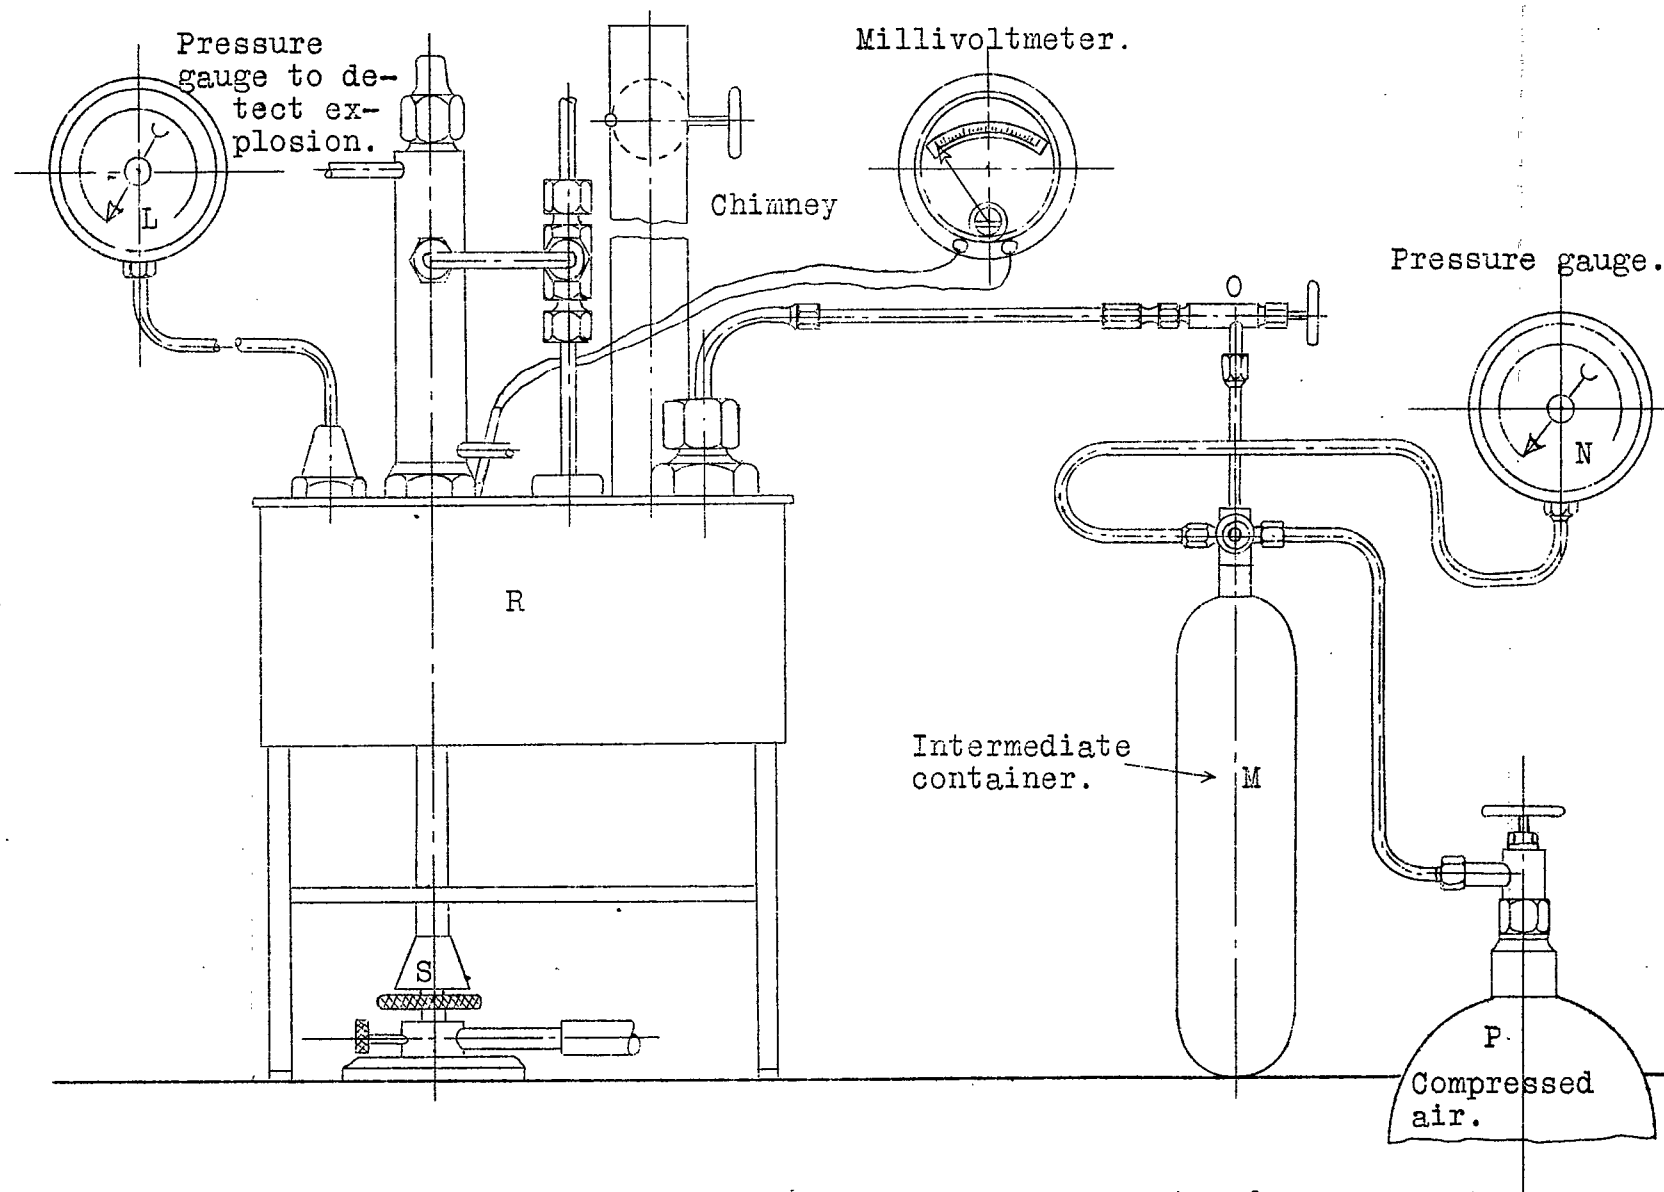 Pressure
gauge to de-
tect ex-
plosion.
L
Millivoltmeter.
Chimney
O
Pressure gauge.
N
R
Intermediate
container.
M
S
P
Compressed
air.